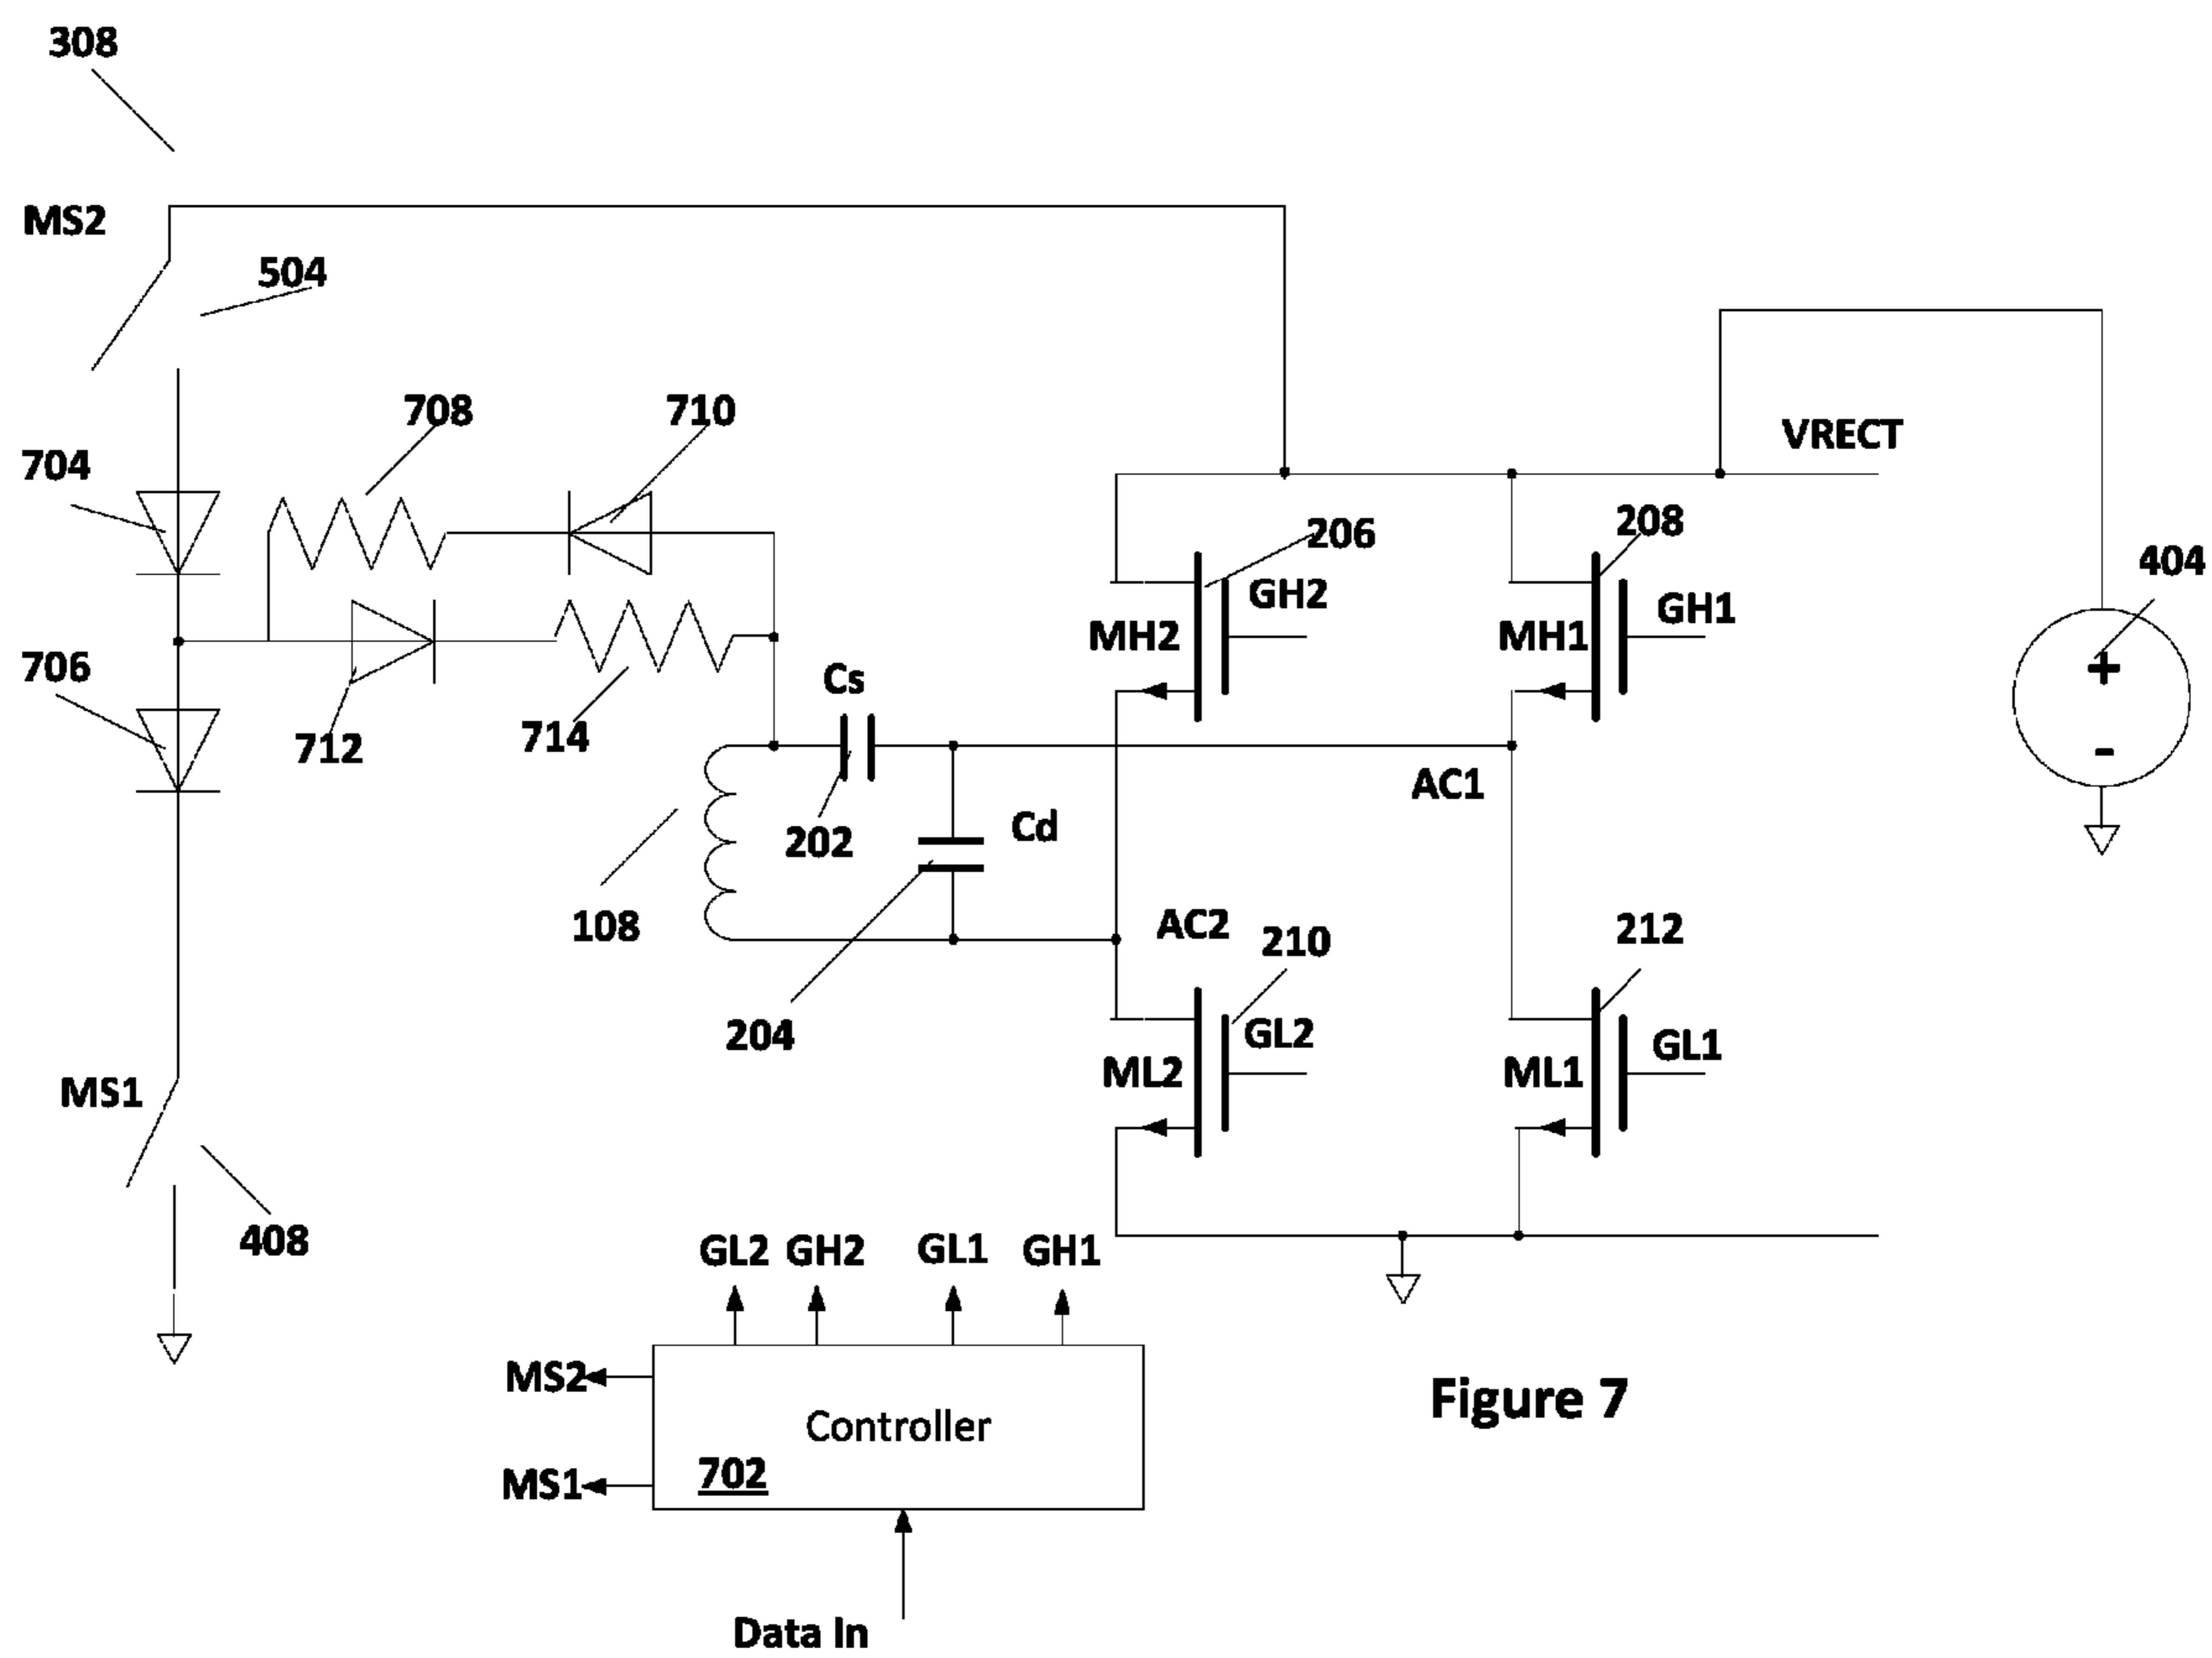 308
MS2
504
708
710
704
VRECT
206
208
404
GH2
GH1
MH2
MH1
+
706
Cs
712
714
-
AC1
Cd
202
108
AC2
210
212
204
GL2
GL1
ML2
ML1
MS1
408
GL2
GH2
GL1
GH1
MS2
Controller
Figure 7
702
MS1
Data In